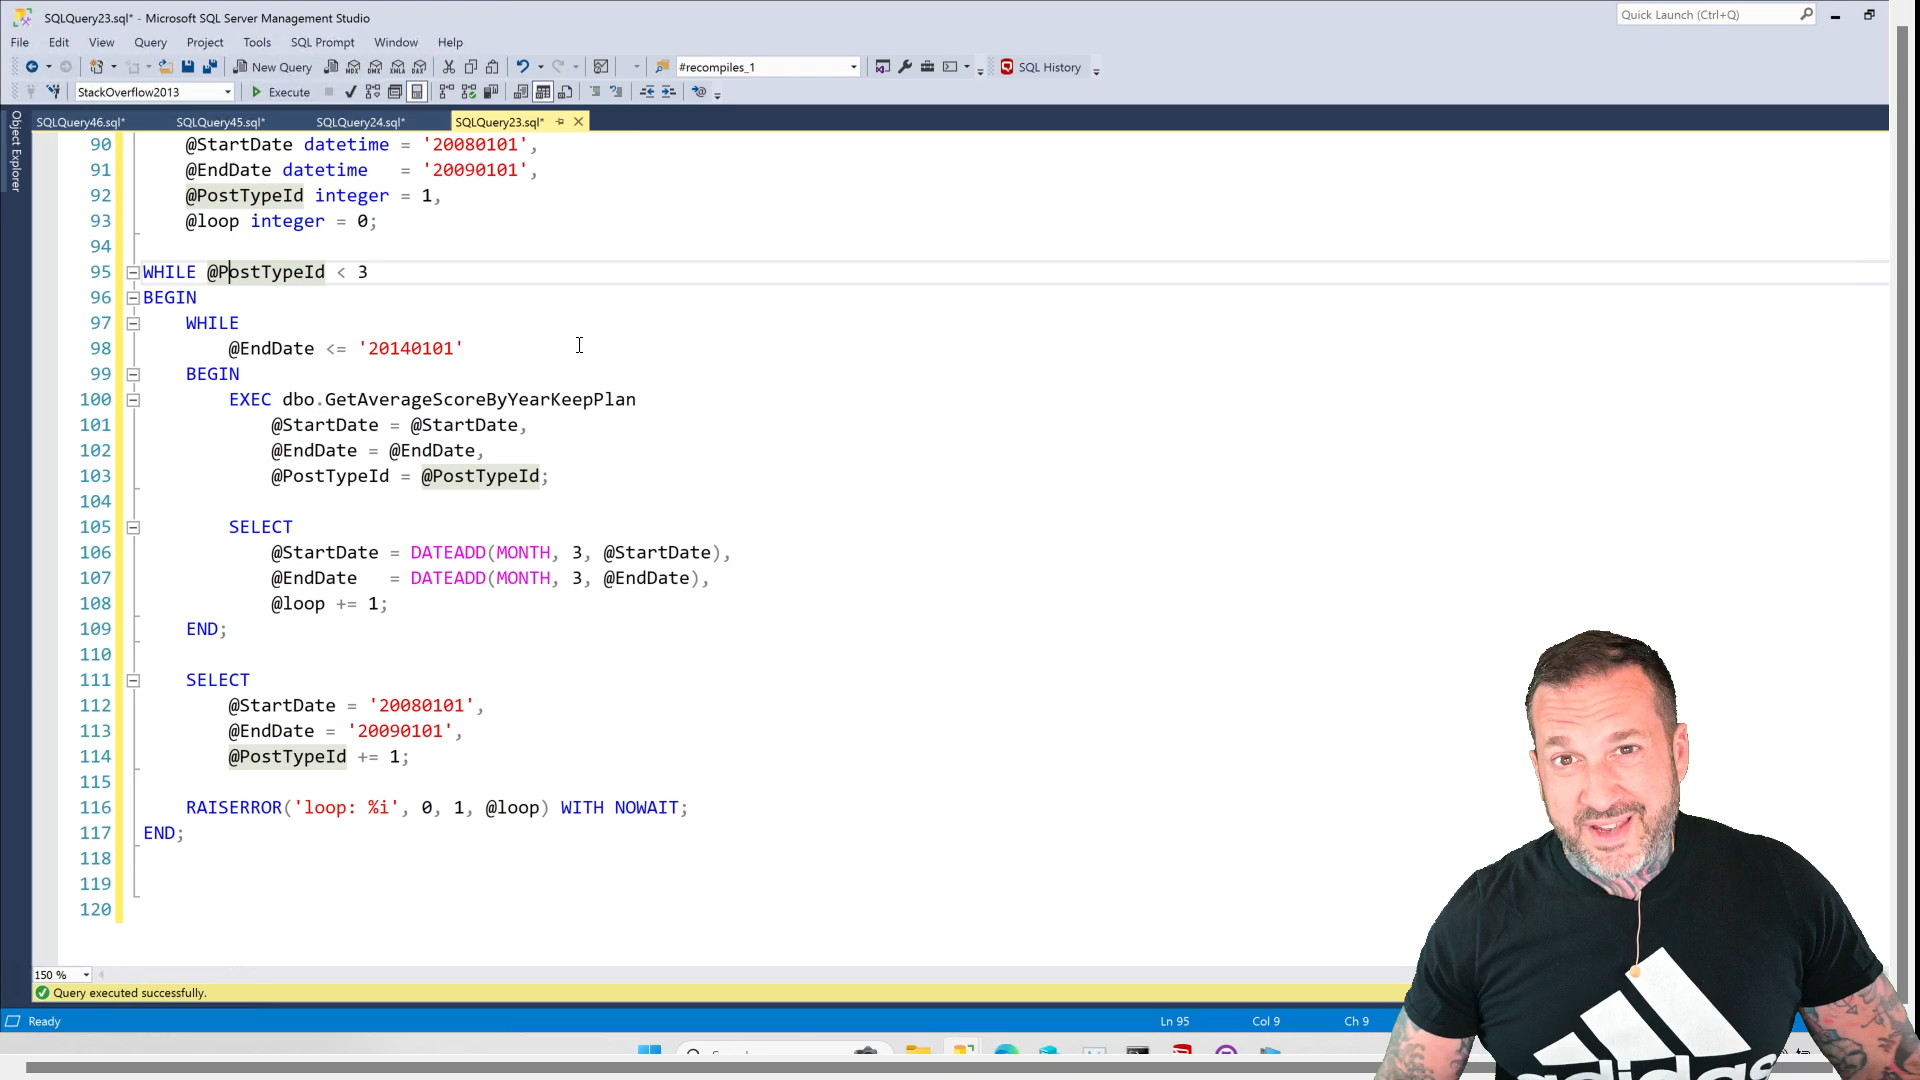 SQLQuery23.sql* - Microsoft SQL Server Management Studio
Quick Launch (Ctrl+Q)
File Edit View Query Project Tools SQL Prompt Window Help
New Query MDX DMX XMLA DAX #recompiles_1 SQL History
StackOverflow2013 Execute
Object Explorer
SQLQuery46.sql* SQLQuery45.sql* SQLQuery24.sql* SQLQuery23.sql*
90 @StartDate datetime = '20080101',
91 @EndDate datetime   = '20090101',
92 @PostTypeId integer = 1,
93 @loop integer = 0;
94
95 WHILE @PostTypeId < 3
96 BEGIN
97 WHILE
98 @EndDate <= '20140101'
99 BEGIN
100 EXEC dbo.GetAverageScoreByYearKeepPlan
101 @StartDate = @StartDate,
102 @EndDate = @EndDate,
103 @PostTypeId = @PostTypeId;
104
105 SELECT
106 @StartDate = DATEADD(MONTH, 3, @StartDate),
107 @EndDate   = DATEADD(MONTH, 3, @EndDate),
108 @loop += 1;
109 END;
110
111 SELECT
112 @StartDate = '20080101',
113 @EndDate = '20090101',
114 @PostTypeId += 1;
115
116 RAISERROR('loop: %i', 0, 1, @loop) WITH NOWAIT;
117 END;
118
119
120
150 %
Query executed successfully.
Ready Ln 95 Col 9 Ch 9
adidas